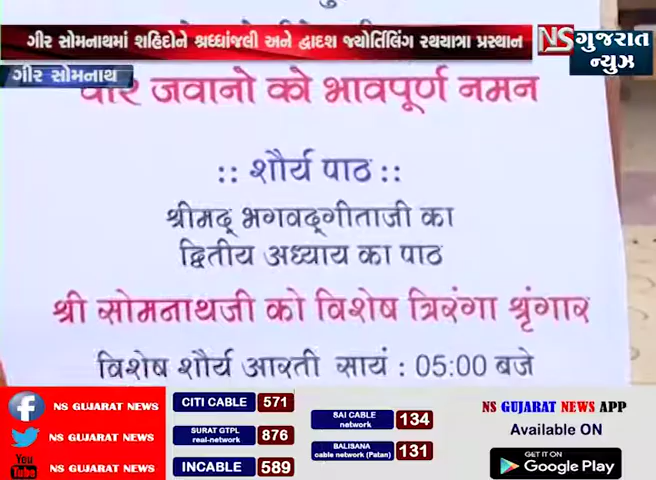 ગીર સોમનાથમાં શહિદોને શ્રધ્ધાંજલી અને દ્વાદશ જ્યોર્તિલિંગ રથયાત્રા પ્રસ્થાન
NS ગુજરાત
ન્યુઝ
ગીર સોમનાથ
जवानो को भावपूर्ण नमन
:: शौर्य पाठ ::
श्रीमद् भगवद्गीताजी का
द्वितीय अध्याय का पाठ
श्री सोमनाथजी को विशेष त्रिरंगा श्रृंगार
विशेष शौर्य आरती सायं : 05:00 बजे
NS GUJARAT NEWS
NS GUJARAT NEWS
You Tube NS GUJARAT NEWS
CITI CABLE 571
SURAT GTPL real-network 876
INCABLE 589
SAI CABLE network 134
BALISANA cable network (Patan) 131
NS GUJARAT NEWS APP
Available ON
GET IT ON
Google Play